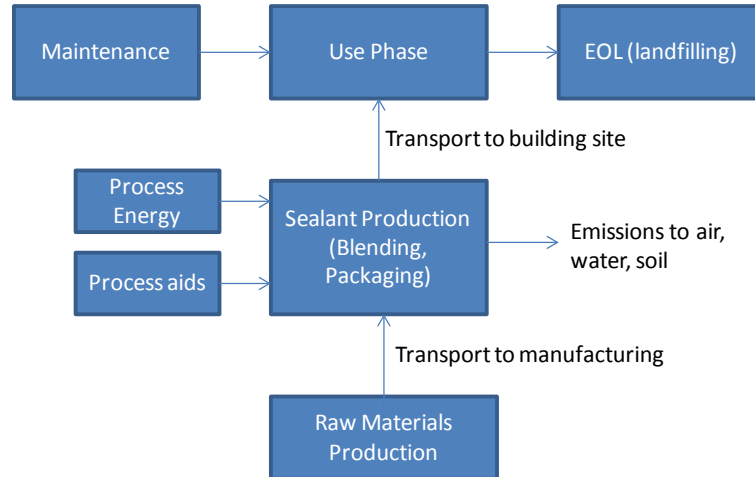 Maintenance
Use Phase
EOL (landfilling)
Transport to building site
Process
Energy
Sealant Production
(Blending,
Packaging)
Emissions to air,
water, soil
Process aids
Transport to manufacturing
Raw Materials
Production